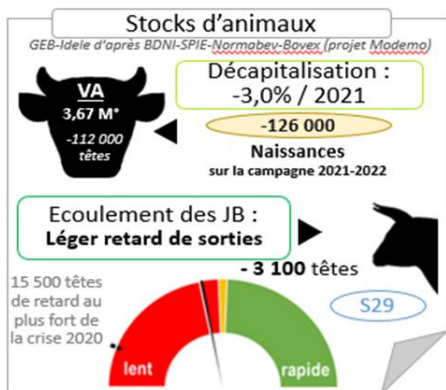 Stocks d'animaux
GEB-Idele d'après BDNI-SPIE-Normabev-Bovex (projet Modemo)
VA
3,67 M*
-112 000
têtes
Décapitalisation :
-3,0% / 2021
-126 000
Naissances
sur la campagne 2021-2022
Ecoulement des JB :
Léger retard de sorties
- 3 100 têtes
15 500 têtes
de retard au
plus fort de
la crise 2020
S29
lent
rapide